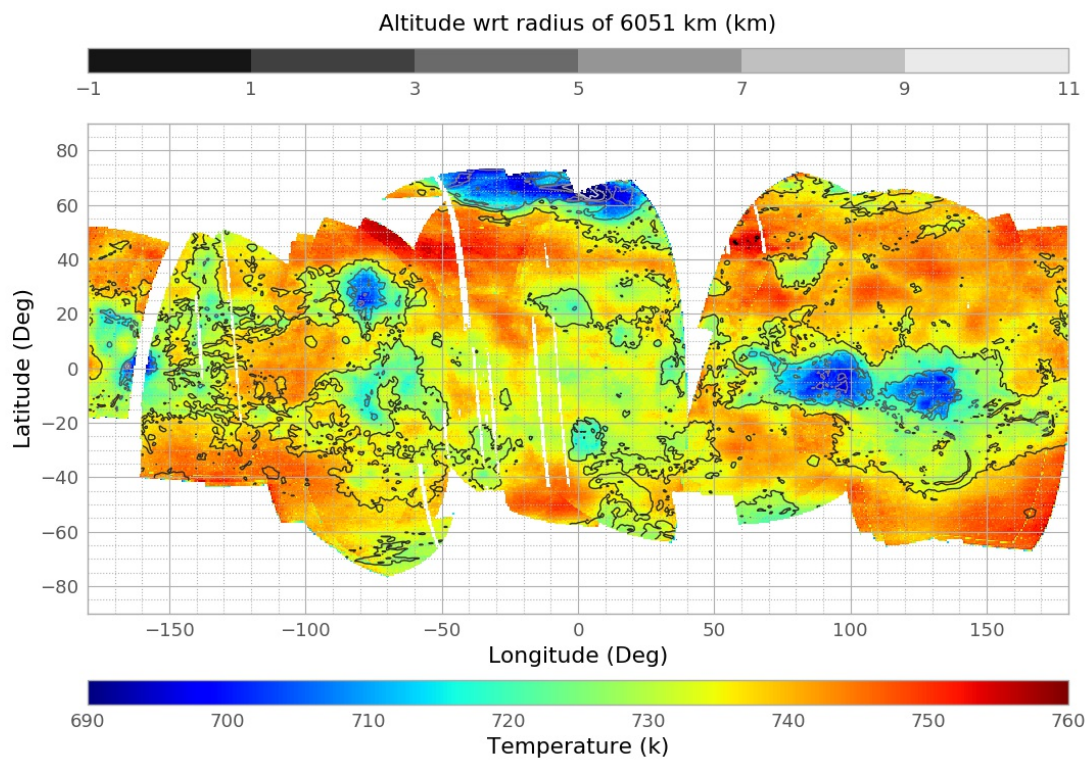 Altitude wrt radius of 6051 km (km)
−1 1 3 5 7 9 11
80
60
40
20
0
−20
−40
−60
−80
Latitude (Deg)
−150 −100 −50 0 50 100 150
Longitude (Deg)
690 700 710 720 730 740 750 760
Temperature (k)